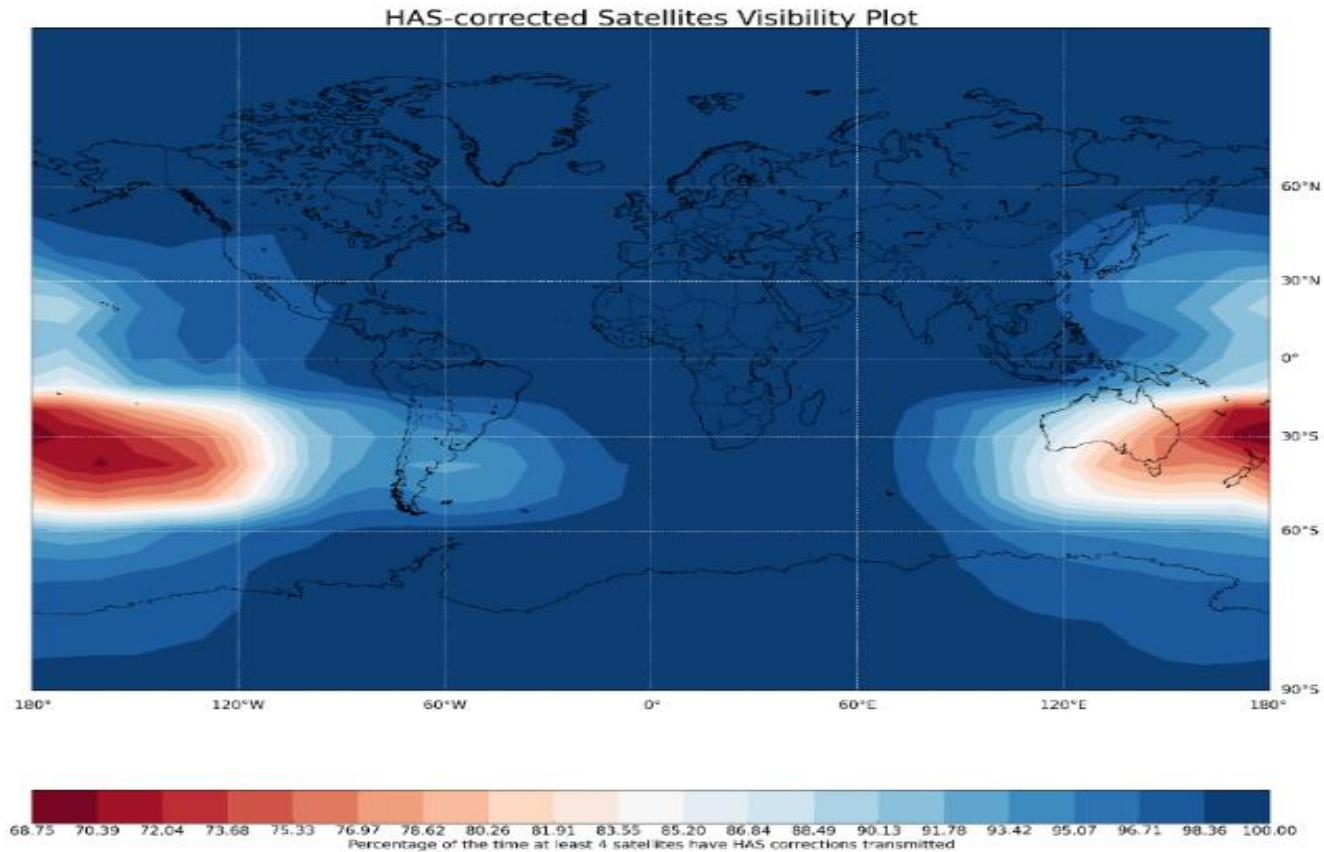 HAS-corrected Satellites Visibility Plot
60°N
30°N
0°
30°S
60°S
90°S
180° 120°W 60°W 0° 60°E 120°E 180°
68.75 70.39 72.04 73.68 75.33 76.97 78.62 80.26 81.91 83.55 85.20 86.84 88.49 90.13 91.78 93.42 95.07 96.71 98.36 100.00
Percentage of the time at least 4 satellites have HAS corrections transmitted